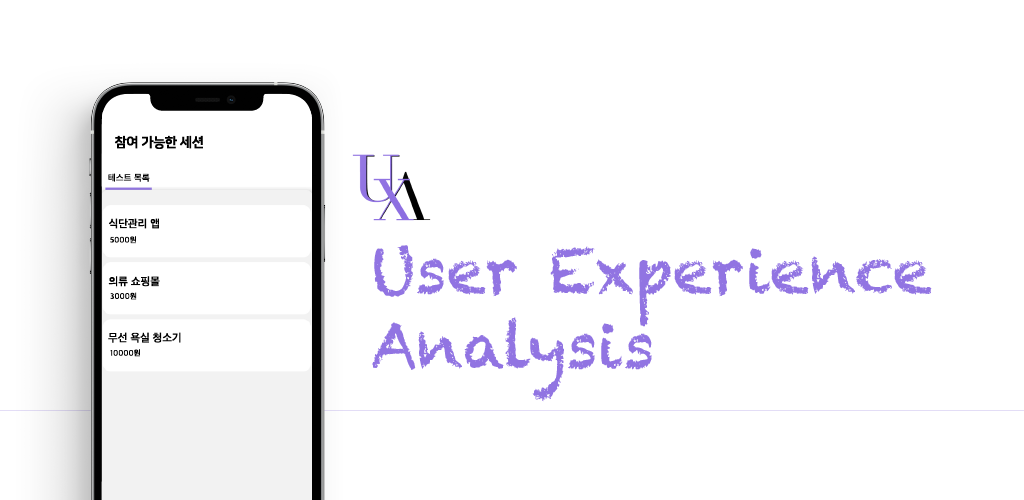 참여 가능한 세션
테스트 목록
식단관리 앱
5000원
의류 쇼핑몰
3000원
무선 욕실 청소기
10000원
UXA
User Experience
Analysis